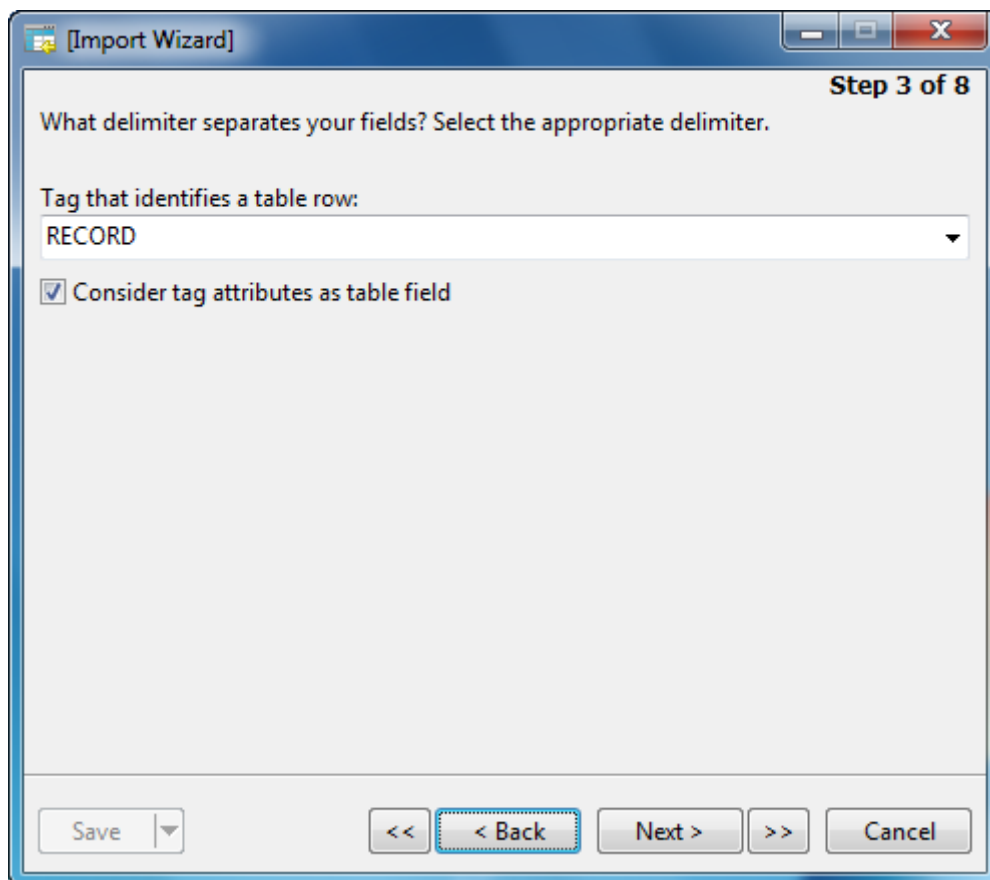 [Import Wizard]
Step 3 of 8
What delimiter separates your fields? Select the appropriate delimiter.
Tag that identifies a table row:
RECORD
Consider tag attributes as table field
Save << < Back Next > >> Cancel